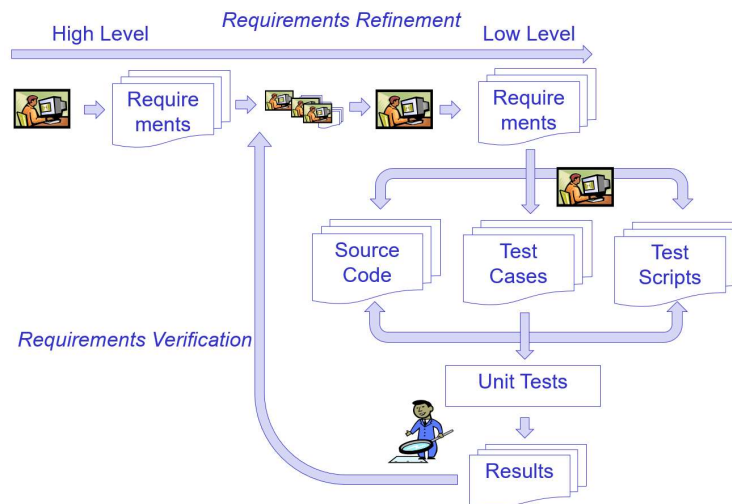 Requirements Refinement
High Level
Low Level
Require
ments
Require
ments
Source
Code
Test
Cases
Test
Scripts
Requirements Verification
Unit Tests
Results